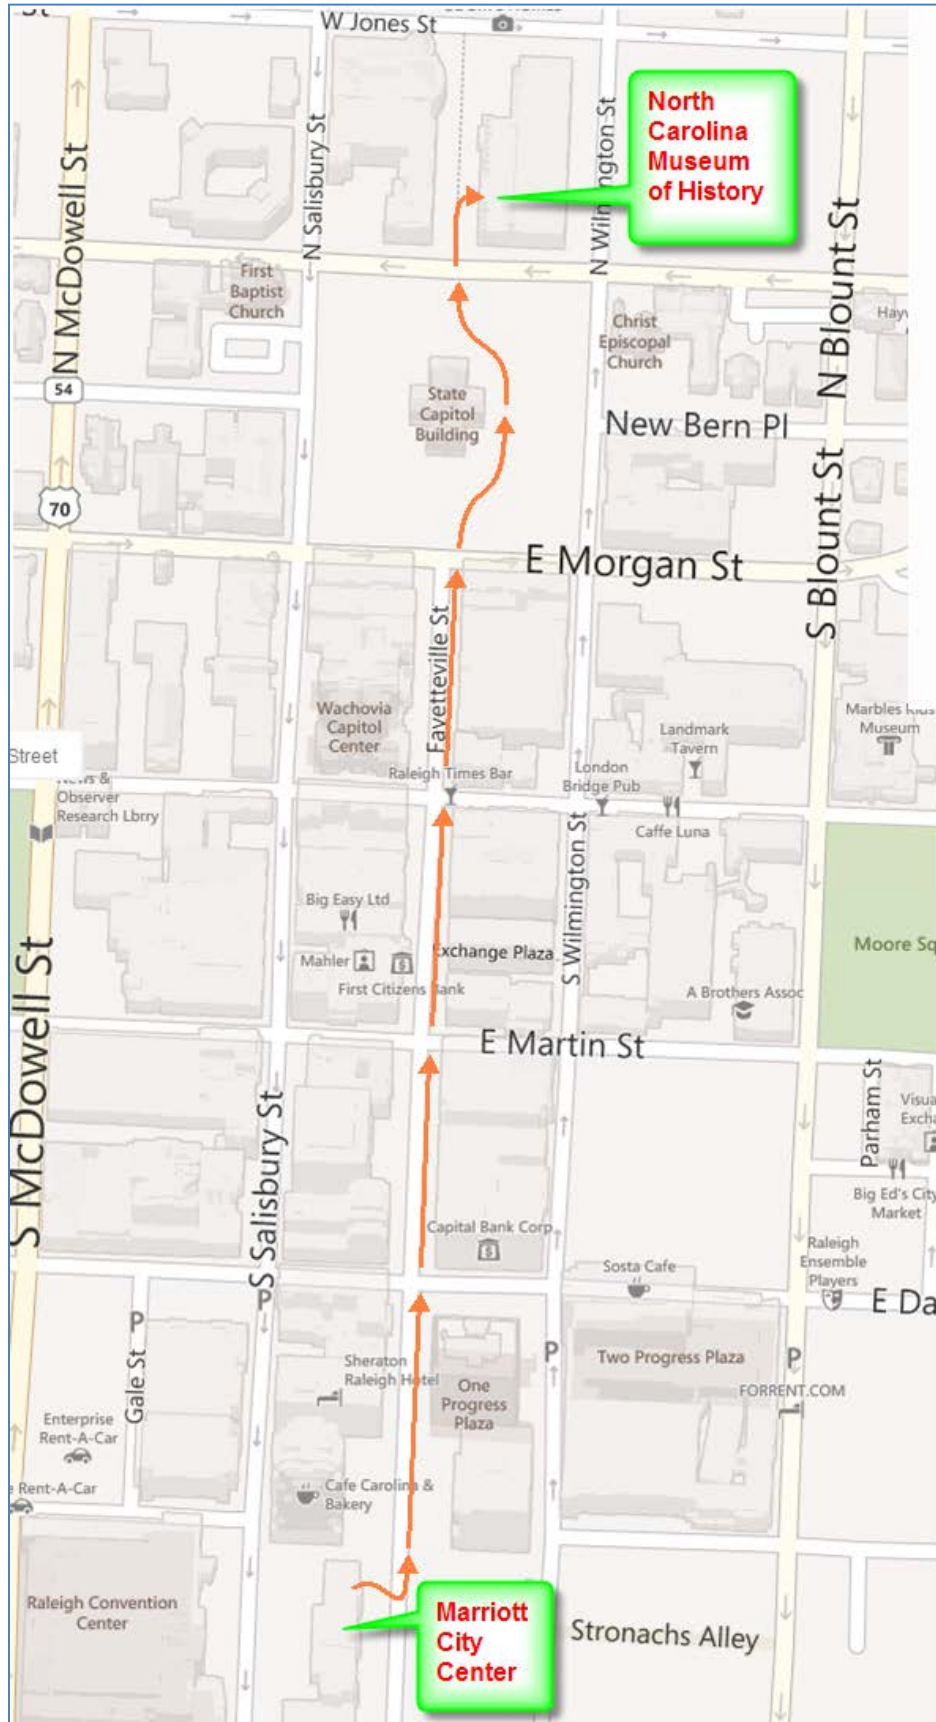 St
W Jones St
North
Carolina
Museum
of History
N McDowell St
N Salisbury St
N Wilmington St
N Blount St
First
Baptist
Church
Christ
Episcopal
Church
54
State
Capitol
Building
New Bern Pl
70
E Morgan St
S Blount St
Fayetteville St
Wachovia
Capitol
Center
Marbles
Museum
Landmark
Tavern
Street
Raleigh Times Bar
London
Bridge Pub
News &
Observer
Research Lbrry
Caffe Luna
S Wilmington St
Big Easy Ltd
Mahler
First Citizens Bank
Exchange Plaza
Moore Sq
A Brothers Assoc
S McDowell St
E Martin St
Parham St
S Salisbury St
Big Ed's City
Market
Capital Bank Corp
Raleigh
Ensemble
Players
Sosta Cafe
E Da
P
P
Gale St
Sheraton
Raleigh Hotel
One
Progress
Plaza
P
Two Progress Plaza
P
FORRENT.COM
Enterprise
Rent-A-Car
Rent-A-Car
Cafe Carolina &
Bakery
Raleigh Convention
Center
Marriott
City
Center
Stronachs Alley